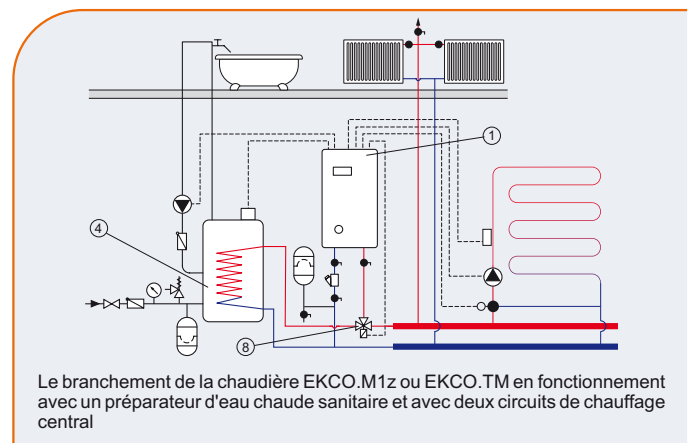 1
4
8
Le branchement de la chaudière EKCO.M1z ou EKCO.TM en fonctionnement
avec un préparateur d'eau chaude sanitaire et avec deux circuits de chauffage
central